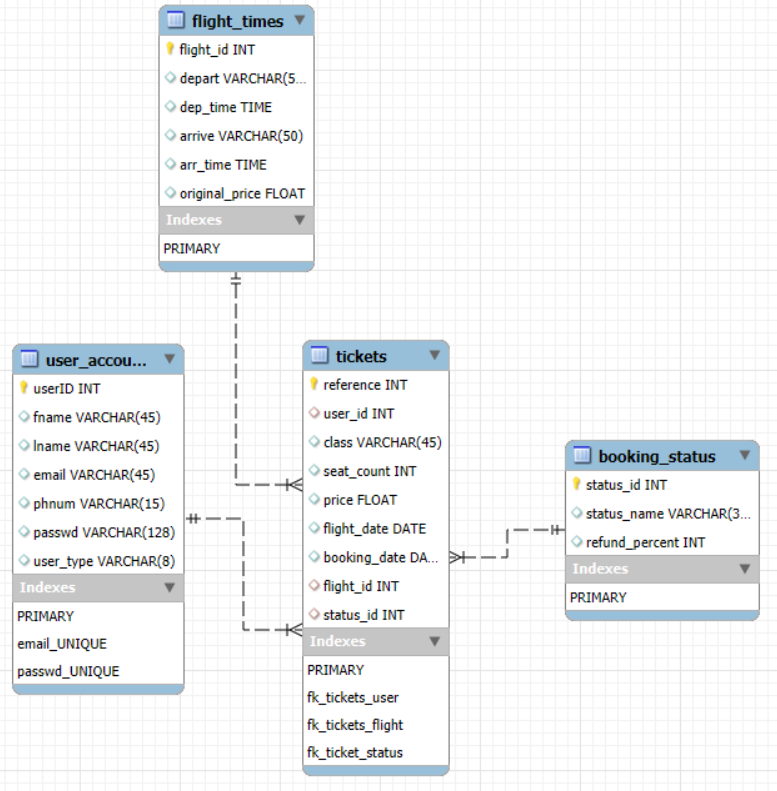 flight_times
flight_id INT
depart VARCHAR(5...
dep_time TIME
arrive VARCHAR(50)
arr_time TIME
original_price FLOAT
Indexes
PRIMARY
user_accou...
userID INT
fname VARCHAR(45)
lname VARCHAR(45)
email VARCHAR(45)
phnum VARCHAR(15)
passwd VARCHAR(128)
user_type VARCHAR(8)
Indexes
PRIMARY
email_UNIQUE
passwd_UNIQUE
tickets
reference INT
user_id INT
class VARCHAR(45)
seat_count INT
price FLOAT
flight_date DATE
booking_date DA...
flight_id INT
status_id INT
Indexes
PRIMARY
fk_tickets_user
fk_tickets_flight
fk_ticket_status
booking_status
status_id INT
status_name VARCHAR(3...
refund_percent INT
Indexes
PRIMARY